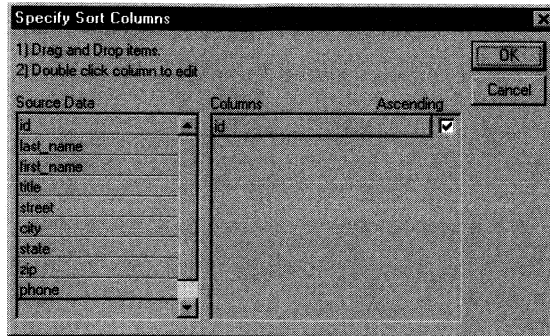 Specify Sort Columns
1) Drag and Drop items.
2) Double click column to edit
OK
Cancel
Source Data
Columns
Ascending
id
last_name
first_name
title
street
city
state
zip
phone
id